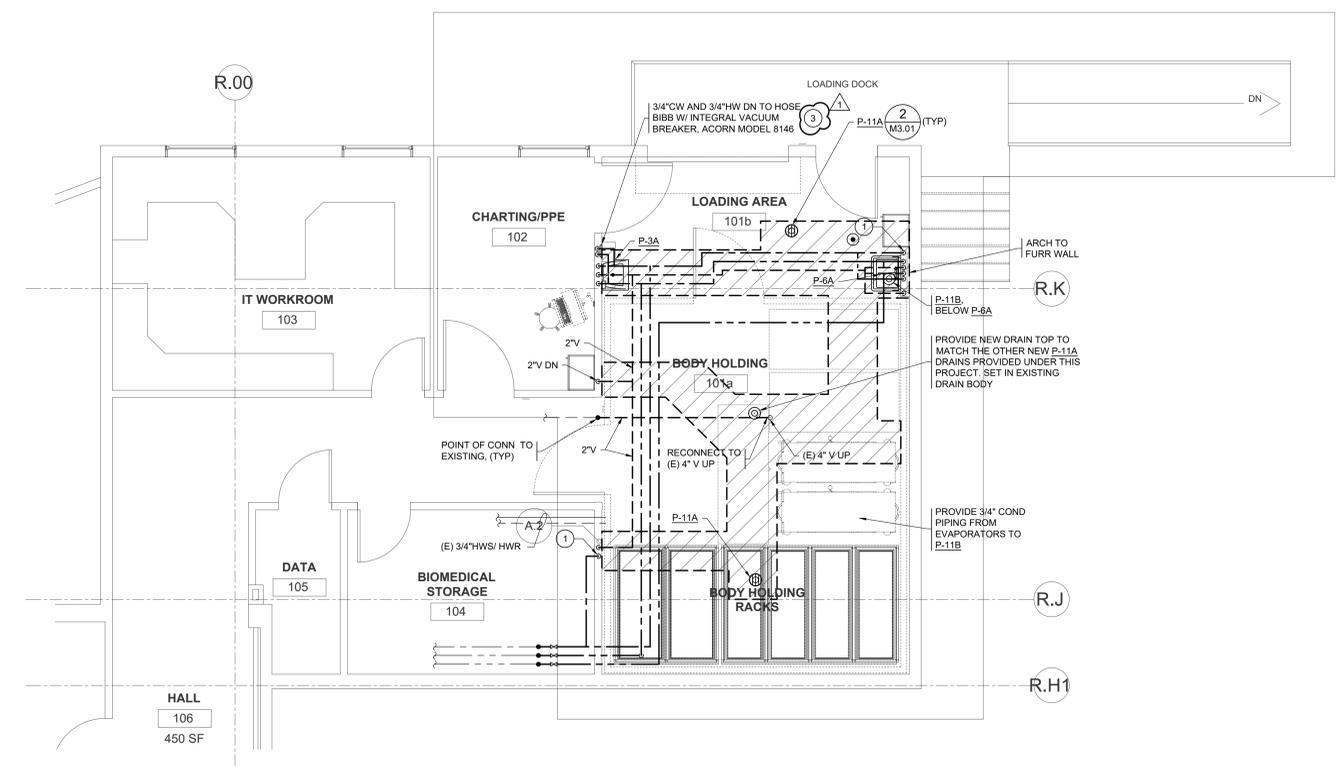 R.00
LOADING DOCK
DN
3/4"CW AND 3/4"HW DN TO HOSE
BIBB W/ INTEGRAL VACUUM
BREAKER, ACORN MODEL 8146
3
1
P-11A
2
M3.01
(TYP)
LOADING AREA
101b
CHARTING/PPE
102
P-3A
1
ARCH TO
FURR WALL
P-6A
R.K
IT WORKROOM
103
P-11B,
BELOW P-6A
2"V
2"V DN
BODY HOLDING
101a
PROVIDE NEW DRAIN TOP TO
MATCH THE OTHER NEW P-11A
DRAINS PROVIDED UNDER THIS
PROJECT. SET IN EXISTING
DRAIN BODY
POINT OF CONN TO
EXISTING, (TYP)
2"V
RECONNECT TO
(E) 4" V UP
(E) 4" V UP
P-11A
A.2
1
(E) 3/4"HWS/ HWR
PROVIDE 3/4" COND
PIPING FROM
EVAPORATORS TO
P-11B
DATA
105
BIOMEDICAL
STORAGE
104
BODY HOLDING
RACKS
R.J
R.H1
HALL
106
450 SF